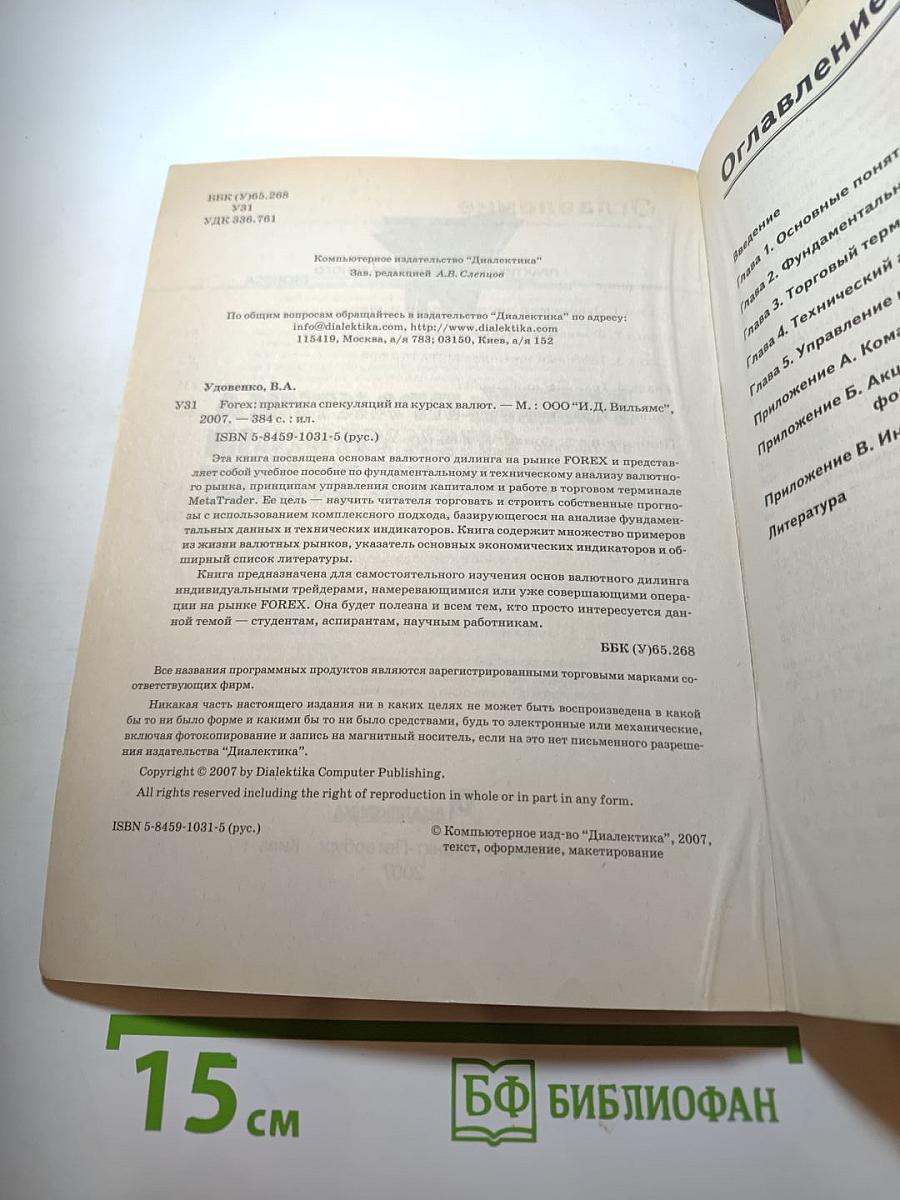 ББК (У)65.268
У31
УДК 336.761
Компьютерное издательство "Диалектика"
Зав. редакцией А.В. Слепцов
По общим вопросам обращайтесь в издательство "Диалектика" по адресу:
info@dialektika.com, http://www.dialektika.com
115419, Москва, а/я 783; 03150, Киев, а/я 152
Удовенко, В.А.
У31 Forex: практика спекуляций на курсах валют. — М. : ООО "И.Д. Вильямс",
2007. — 384 с. : ил.
ISBN 5-8459-1031-5 (рус.)
Эта книга посвящена основам валютного дилинга на рынке FOREX и представ-
ляет собой учебное пособие по фундаментальному и техническому анализу валютно-
го рынка, принципам управления своим капиталом и работе в торговом терминале
MetaTrader. Ее цель — научить читателя торговать и строить собственные прогно-
зы с использованием комплексного подхода, базирующегося на анализе фундамен-
тальных данных и технических индикаторов. Книга содержит множество примеров
из жизни валютных рынков, указатель основных экономических индикаторов и об-
ширный список литературы.
Книга предназначена для самостоятельного изучения основ валютного дилинга
индивидуальными трейдерами, намеревающимися или уже совершающими опера-
ции на рынке FOREX. Она будет полезна и всем тем, кто просто интересуется дан-
ной темой — студентам, аспирантам, научным работникам.
ББК (У)65.268
Все названия программных продуктов являются зарегистрированными торговыми марками со-
ответствующих фирм.
Никакая часть настоящего издания ни в каких целях не может быть воспроизведена в какой
бы то ни было форме и какими бы то ни было средствами, будь то электронные или механические,
включая фотокопирование и запись на магнитный носитель, если на это нет письменного разреше-
ния издательства "Диалектика".
Copyright © 2007 by Dialektika Computer Publishing.
All rights reserved including the right of reproduction in whole or in part in any form.
ISBN 5-8459-1031-5 (рус.)
© Компьютерное изд-во "Диалектика", 2007,
текст, оформление, макетирование
Оглавление
Введение
Глава 1. Основные
Глава 2.
Глава 3. Торговый
Глава 4. Технический
Глава 5. Управление
Приложение А.
Приложение Б.
Приложение В.
Литература
15 см
БФ БИБЛИОФАН